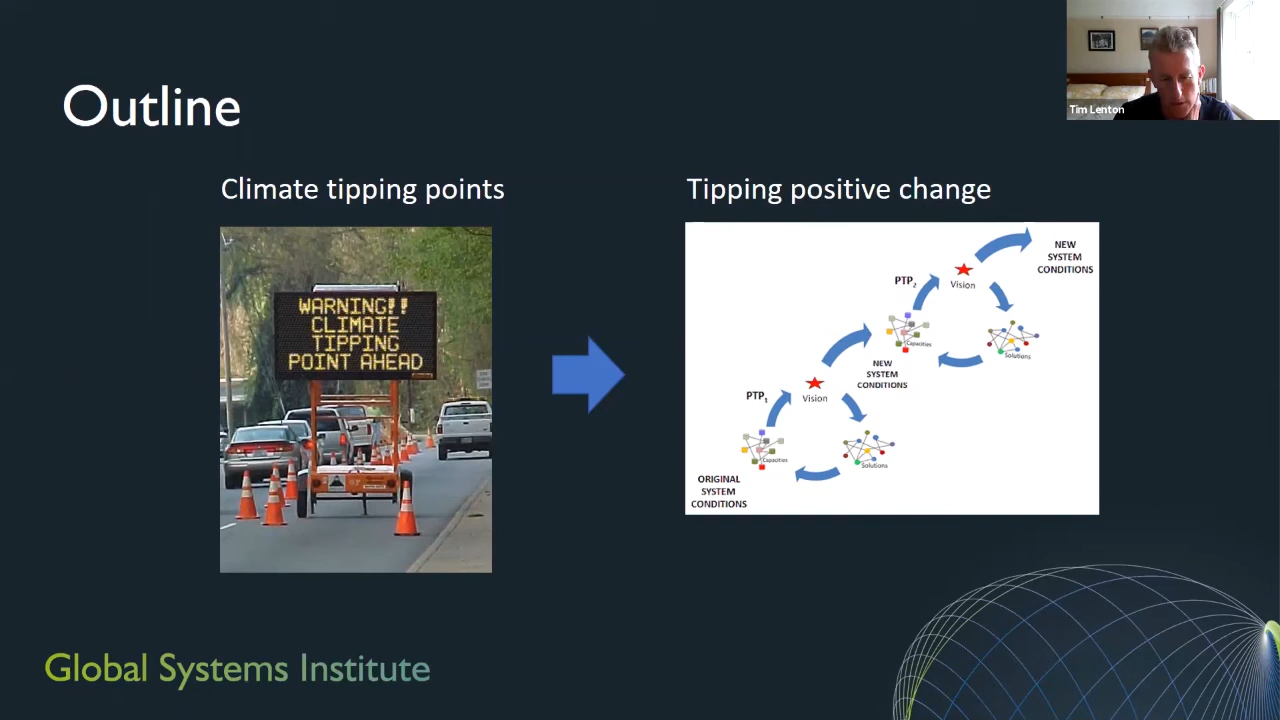 Outline
Tim Lenton
Climate tipping points
Tipping positive change
WARNING!!
CLIMATE
TIPPING
POINT AHEAD
NEW
SYSTEM
CONDITIONS
PTP2
Vision
Capacities
Solutions
NEW
SYSTEM
CONDITIONS
PTP1
Vision
Capacities
Solutions
ORIGINAL
SYSTEM
CONDITIONS
Global Systems Institute